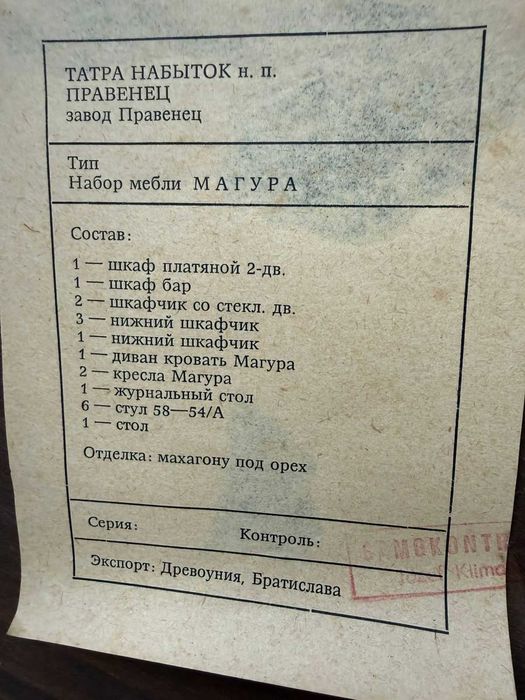 ТАТРА НАБЫТОК н. п.
ПРАВЕНЕЦ
завод Правенец
Тип
Набор мебли МАГУРА
Состав:
1 — шкаф платяной 2-дв.
1 — шкаф бар
2 — шкафчик со стекл. дв.
3 — нижний шкафчик
1 — нижний шкафчик
1 — диван кровать Магура
2 — кресла Магура
1 — журнальный стол
6 — стул 58—54/А
1 — стол
Отделка: махагону под орех
Серия: Контроль:
Экспорт: Древоуния, Братислава
Klima